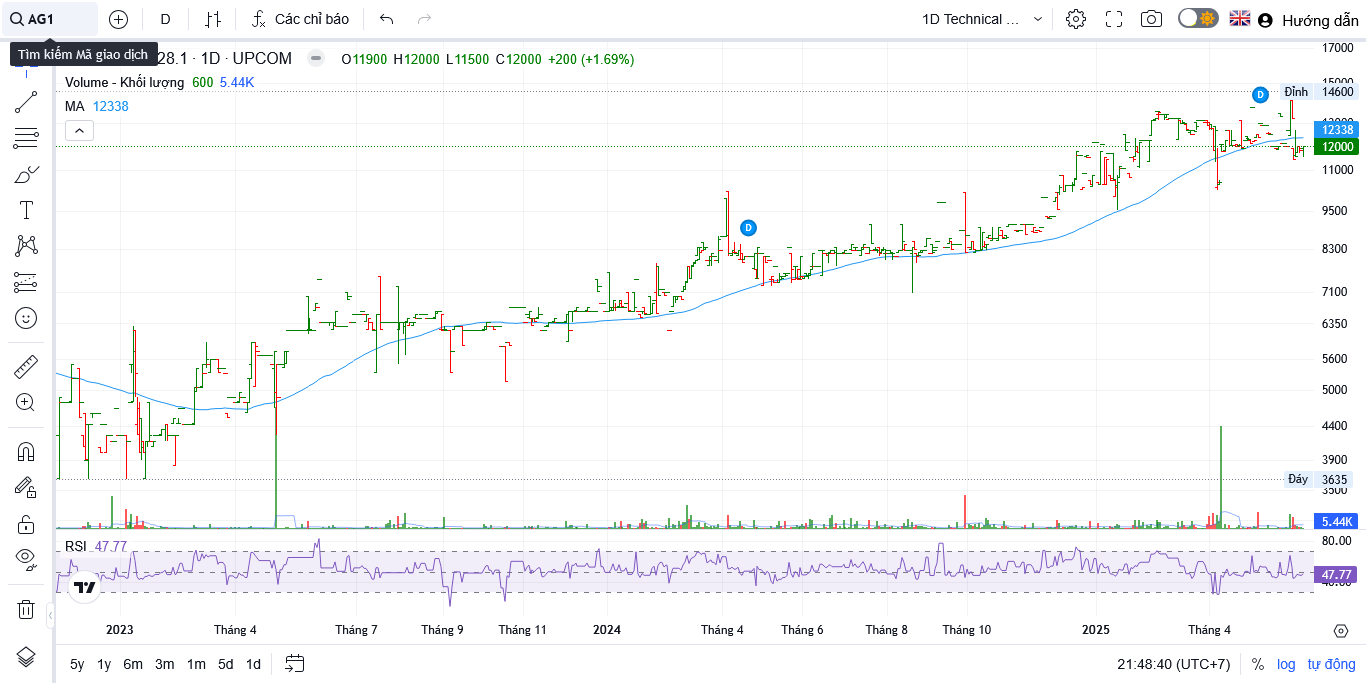 AG1
D
Các chỉ báo
1D Technical ...
Hướng dẫn
Tìm kiếm Mã giao dịch
28.1 · 1D · UPCOM
O11900 H12000 L11500 C12000 +200 (+1.69%)
Volume - Khối lượng 600 5.44K
MA 12338
17000
15000
Đỉnh 14600
12338
12000
11000
9500
8300
7100
6350
5600
5000
4400
3900
Đáy 3635
3500
5.44K
D
D
RSI 47.77
80.00
47.77
40.00
2023 Tháng 4 Tháng 7 Tháng 9 Tháng 11 2024 Tháng 4 Tháng 6 Tháng 8 Tháng 10 2025 Tháng 4
5y 1y 6m 3m 1m 5d 1d
21:48:40 (UTC+7) % log tự động